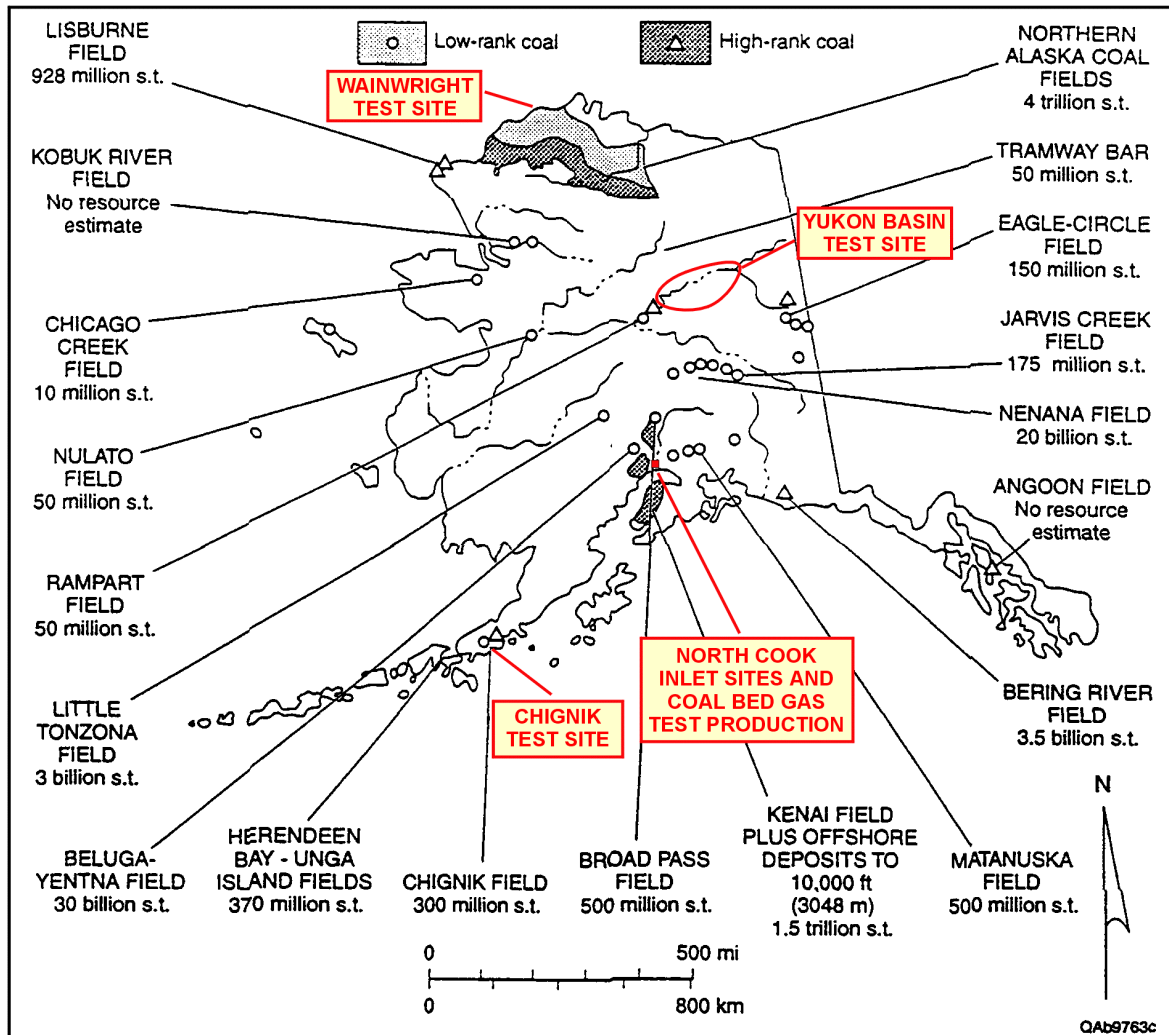 LISBURNE
FIELD
928 million s.t.
Low-rank coal
High-rank coal
NORTHERN
ALASKA COAL
FIELDS
4 trillion s.t.
WAINWRIGHT
TEST SITE
KOBUK RIVER
FIELD
No resource
estimate
TRAMWAY BAR
50 million s.t.
YUKON BASIN
TEST SITE
EAGLE-CIRCLE
FIELD
150 million s.t.
CHICAGO
CREEK
FIELD
10 million s.t.
JARVIS CREEK
FIELD
175 million s.t.
NENANA FIELD
20 billion s.t.
NULATO
FIELD
50 million s.t.
ANGOON FIELD
No resource
estimate
RAMPART
FIELD
50 million s.t.
NORTH COOK
INLET SITES AND
COAL BED GAS
TEST PRODUCTION
CHIGNIK
TEST SITE
LITTLE
TONZONA
FIELD
3 billion s.t.
BERING RIVER
FIELD
3.5 billion s.t.
N
BELUGA-
YENTNA FIELD
30 billion s.t.
HERENDEEN
BAY - UNGA
ISLAND FIELDS
370 million s.t.
CHIGNIK FIELD
300 million s.t.
BROAD PASS
FIELD
500 million s.t.
KENAI FIELD
PLUS OFFSHORE
DEPOSITS TO
10,000 ft
(3048 m)
1.5 trillion s.t.
MATANUSKA
FIELD
500 million s.t.
0 500 mi
0 800 km
QAb9763c